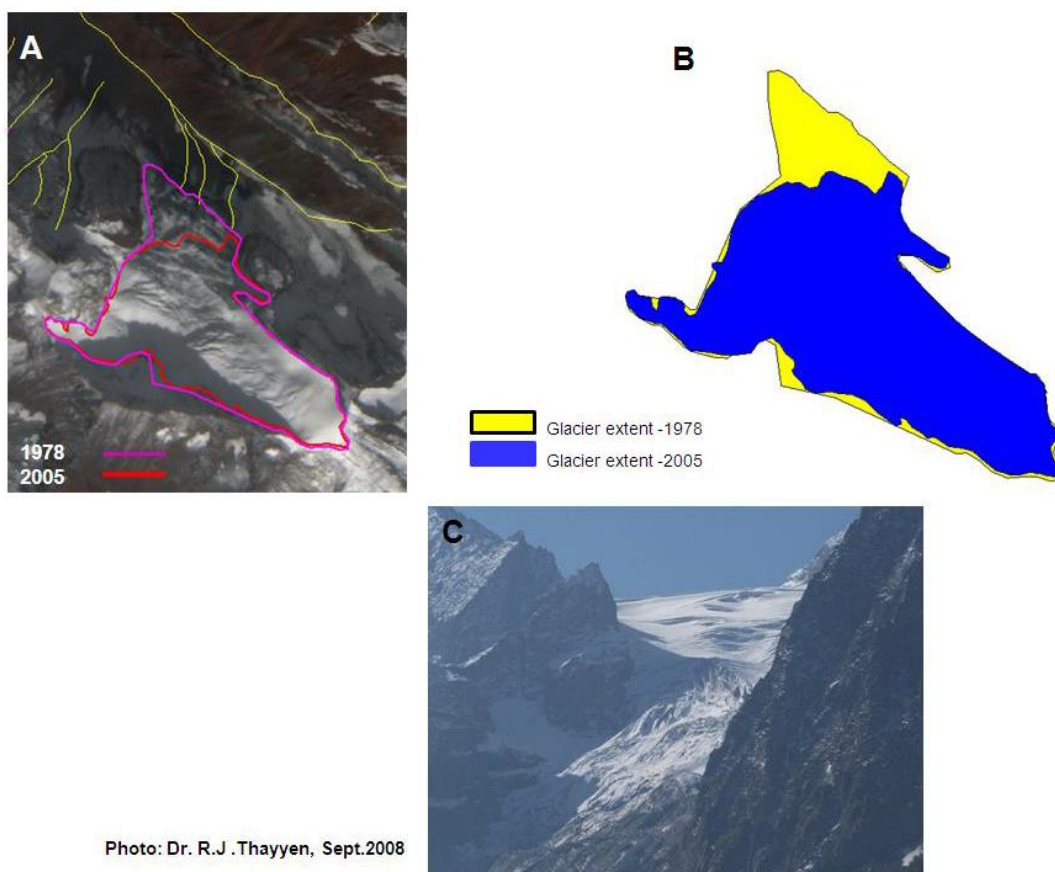 A
B
1978
2005
Glacier extent -1978
Glacier extent -2005
C
Photo: Dr. R.J .Thayyen, Sept.2008